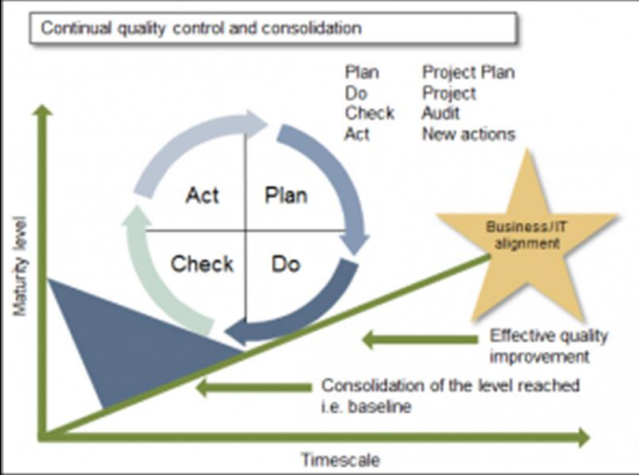 Continual quality control and consolidation
Plan Project Plan
Do Project
Check Audit
Act New actions
Act Plan
Check Do
Business/IT
alignment
Maturity level
Effective quality
improvement
Consolidation of the level reached
i.e. baseline
Timescale